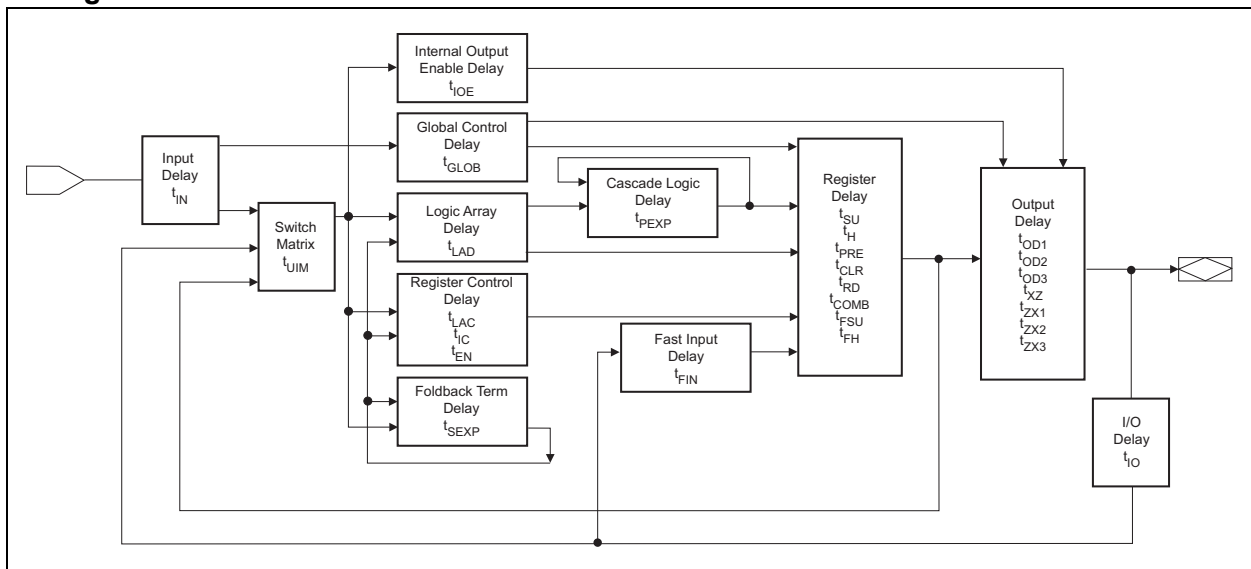 Internal Output
Enable Delay
tIOE
Global Control
Delay
tGLOB
Input
Delay
tIN
Switch
Matrix
tUIM
Logic Array
Delay
tLAD
Cascade Logic
Delay
tPEXP
Register Control
Delay
tLAC
tIC
tEN
Fast Input
Delay
tFIN
Foldback Term
Delay
tSEXP
Register
Delay
tSU
tH
tPRE
tCLR
tRD
tCOMB
tFSU
tFH
Output
Delay
tOD1
tOD2
tOD3
tXZ
tZX1
tZX2
tZX3
I/O
Delay
tIO